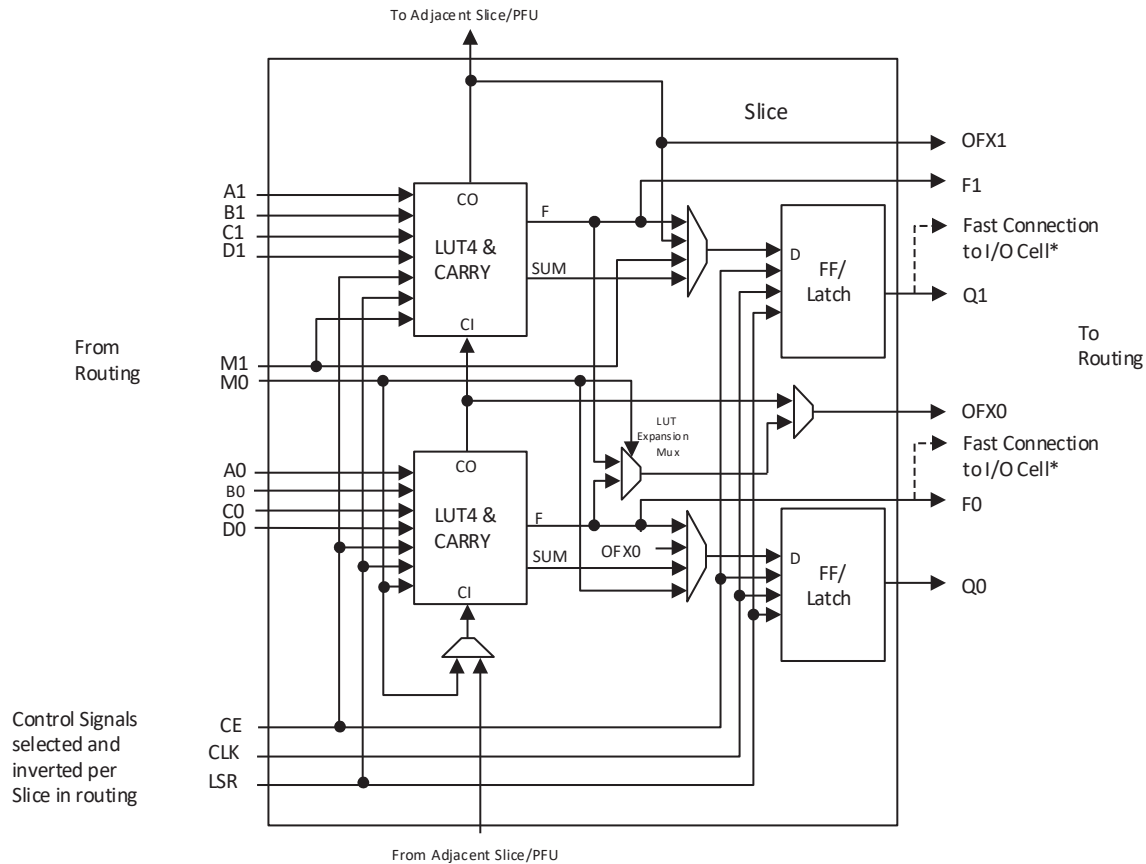 To Adjacent Slice/PFU
Slice
OFX1
F1
Fast Connection
to I/O Cell*
Q1
A1
B1
C1
D1
CO
LUT4 &
CARRY
F
SUM
CI
D
FF/
Latch
From
Routing
To
Routing
M1
M0
OFX0
LUT
Expansion
Mux
Fast Connection
to I/O Cell*
F0
A0
B0
C0
D0
CO
LUT4 &
CARRY
F
OFX0
SUM
CI
D
FF/
Latch
Q0
Control Signals
selected and
inverted per
Slice in routing
CE
CLK
LSR
From Adjacent Slice/PFU